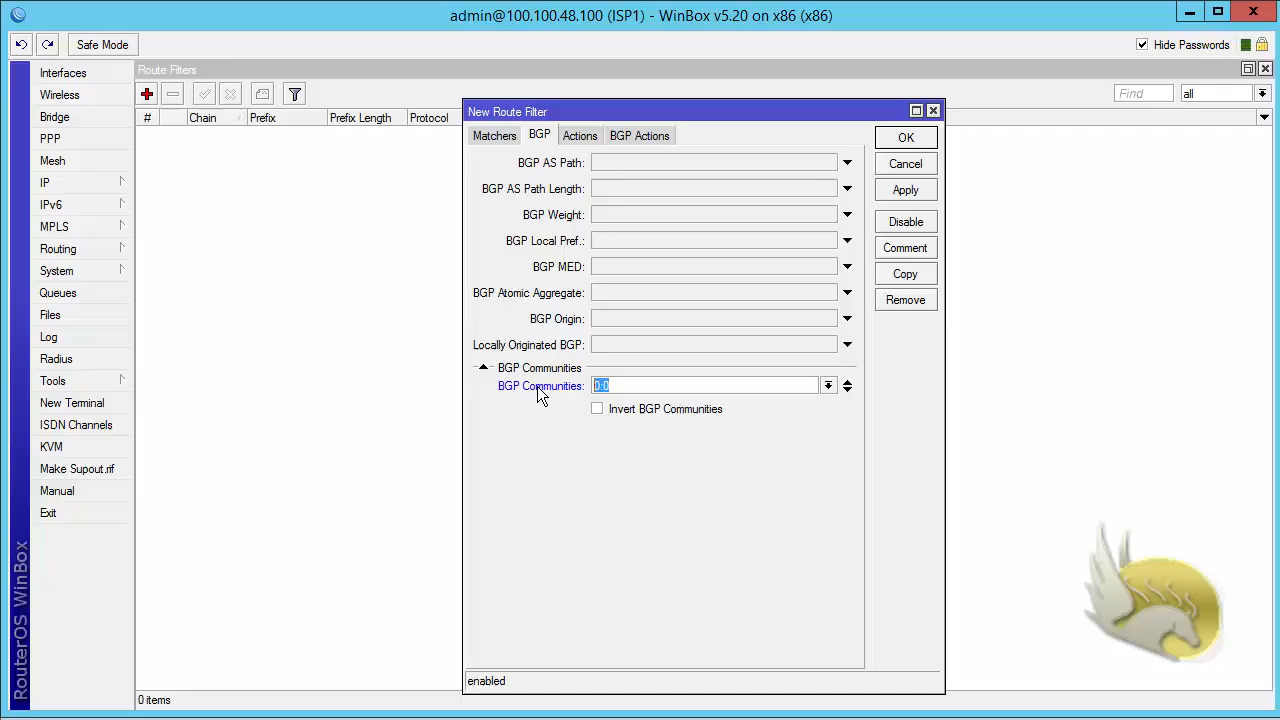 admin@100.100.48.100 (ISP1) - WinBox v5.20 on x86 (x86)
Safe Mode
Hide Passwords
Interfaces
Wireless
Bridge
PPP
Mesh
IP
IPv6
MPLS
Routing
System
Queues
Files
Log
Radius
Tools
New Terminal
ISDN Channels
KVM
Make Supout.rif
Manual
Exit
RouterOS WinBox
Route Filters
Find
all
# Chain Prefix Prefix Length Protocol
New Route Filter
Matchers BGP Actions BGP Actions
BGP AS Path:
BGP AS Path Length:
BGP Weight:
BGP Local Pref.:
BGP MED:
BGP Atomic Aggregate:
BGP Origin:
Locally Originated BGP:
BGP Communities
BGP Communities: 0:0
Invert BGP Communities
OK
Cancel
Apply
Disable
Comment
Copy
Remove
enabled
0 items